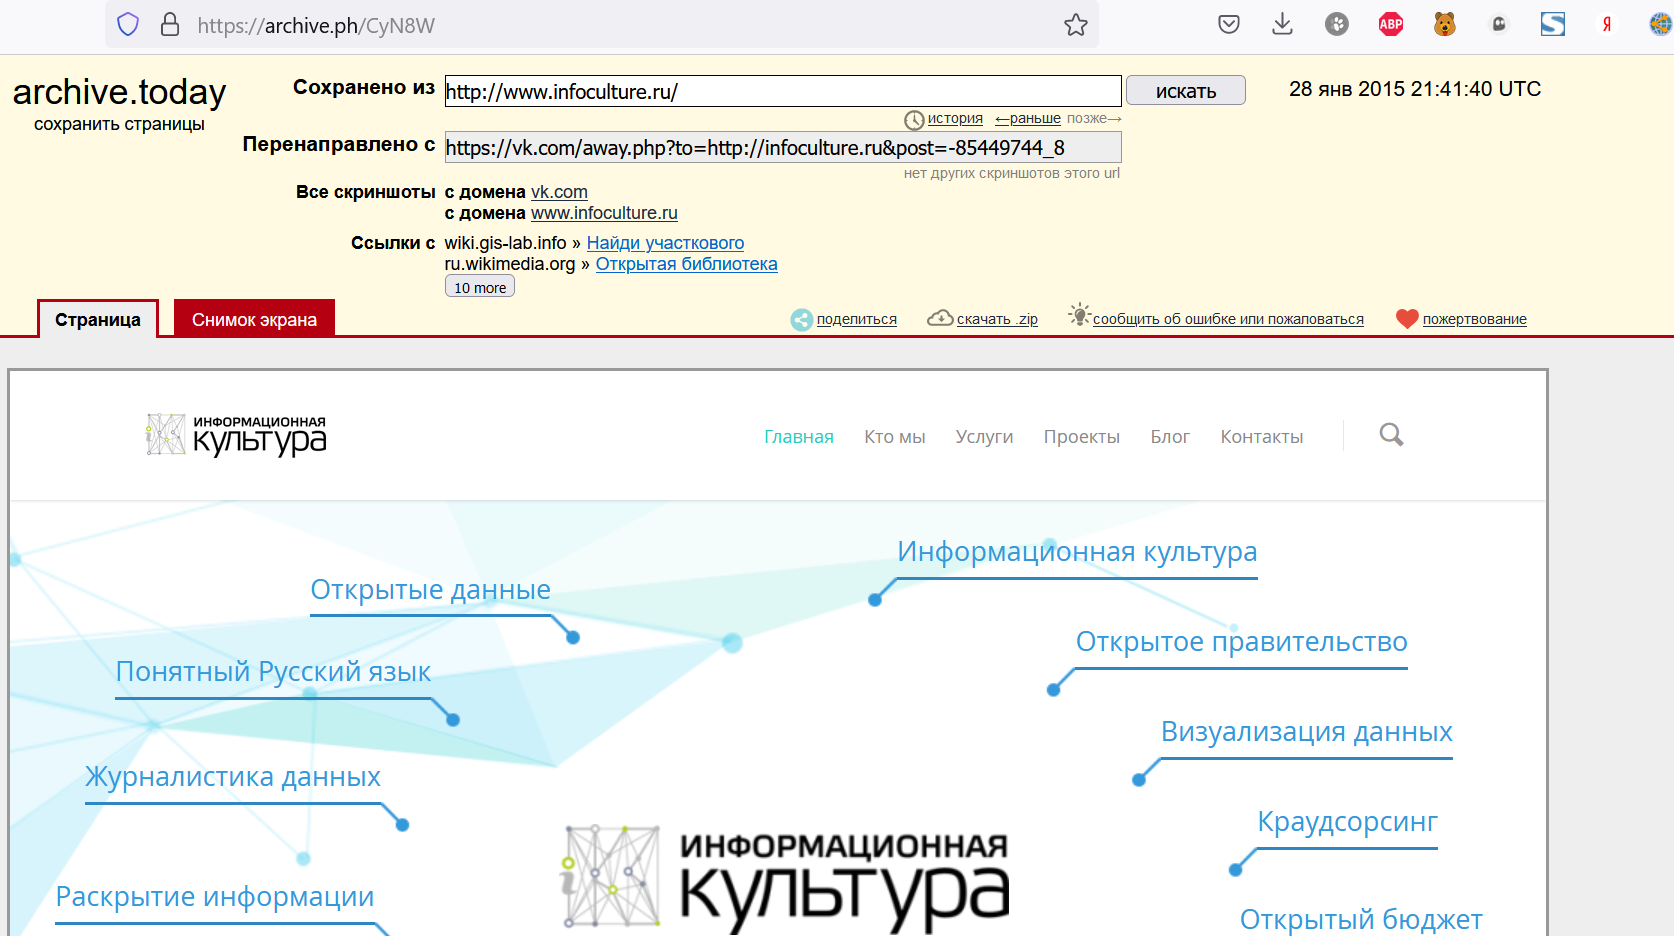 https://archive.ph/CyN8W
ABP
S
Я
archive.today
сохранить страницы
Сохранено из
http://www.infoculture.ru/
искать
28 янв 2015 21:41:40 UTC
история ←раньше позже→
Перенаправлено с
https://vk.com/away.php?to=http://infoculture.ru&post=-85449744_8
нет других скриншотов этого url
Все скриншоты с домена vk.com
с домена www.infoculture.ru
Ссылки с wiki.gis-lab.info » Найди участкового
ru.wikimedia.org » Открытая библиотека
10 more
Страница
Снимок экрана
поделиться
скачать .zip
сообщить об ошибке или пожаловаться
пожертвование
ИНФОРМАЦИОННАЯ
культура
Главная Кто мы Услуги Проекты Блог Контакты
Информационная культура
Открытые данные
Открытое правительство
Понятный Русский язык
Визуализация данных
Журналистика данных
Краудсорсинг
ИНФОРМАЦИОННАЯ
культура
Раскрытие информации
Открытый бюджет